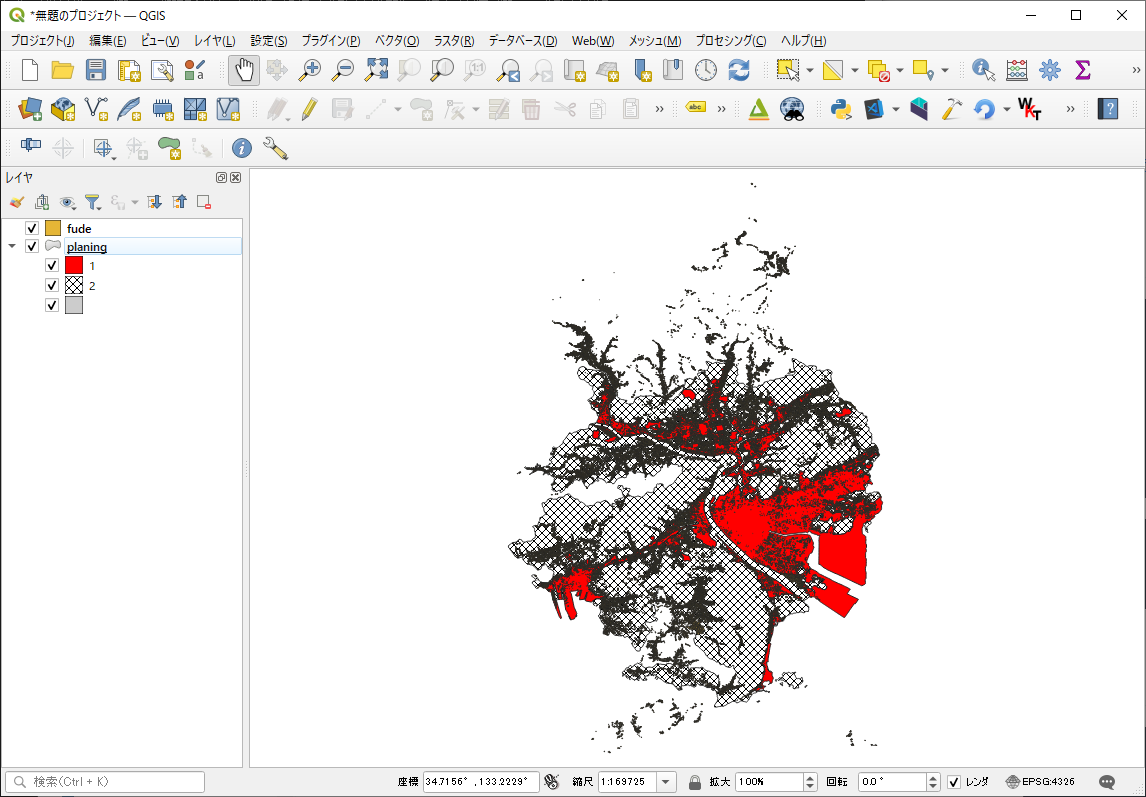 *無題のプロジェクト — QGIS
プロジェクト(J) 編集(E) ビュー(V) レイヤ(L) 設定(S) プラグイン(P) ベクタ(O) ラスタ(R) データベース(D) Web(W) メッシュ(M) プロセシング(C) ヘルプ(H)
1:1
»
» abc » WKT » ?
レイヤ
fude
planing
1
2
検索(Ctrl + K) 座標 34.7156° ,133.2229° 縮尺 1:169725 拡大 100% 回転 0.0 ° レンダ EPSG:4326